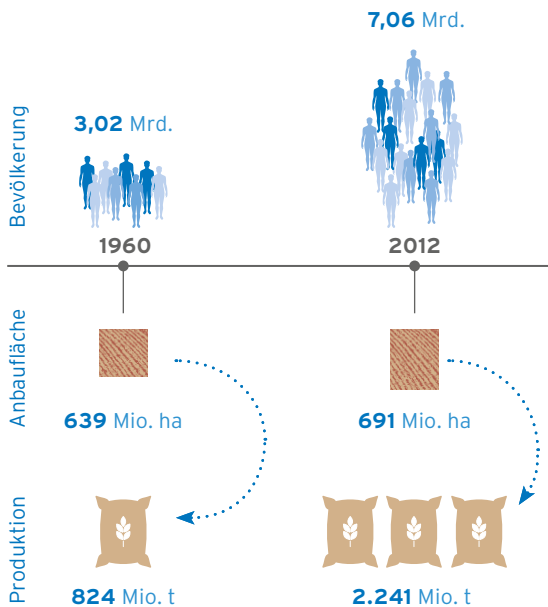 Bevölkerung
3,02 Mrd.
7,06 Mrd.
1960
2012
Anbaufläche
639 Mio. ha
691 Mio. ha
Produktion
824 Mio. t
2.241 Mio. t